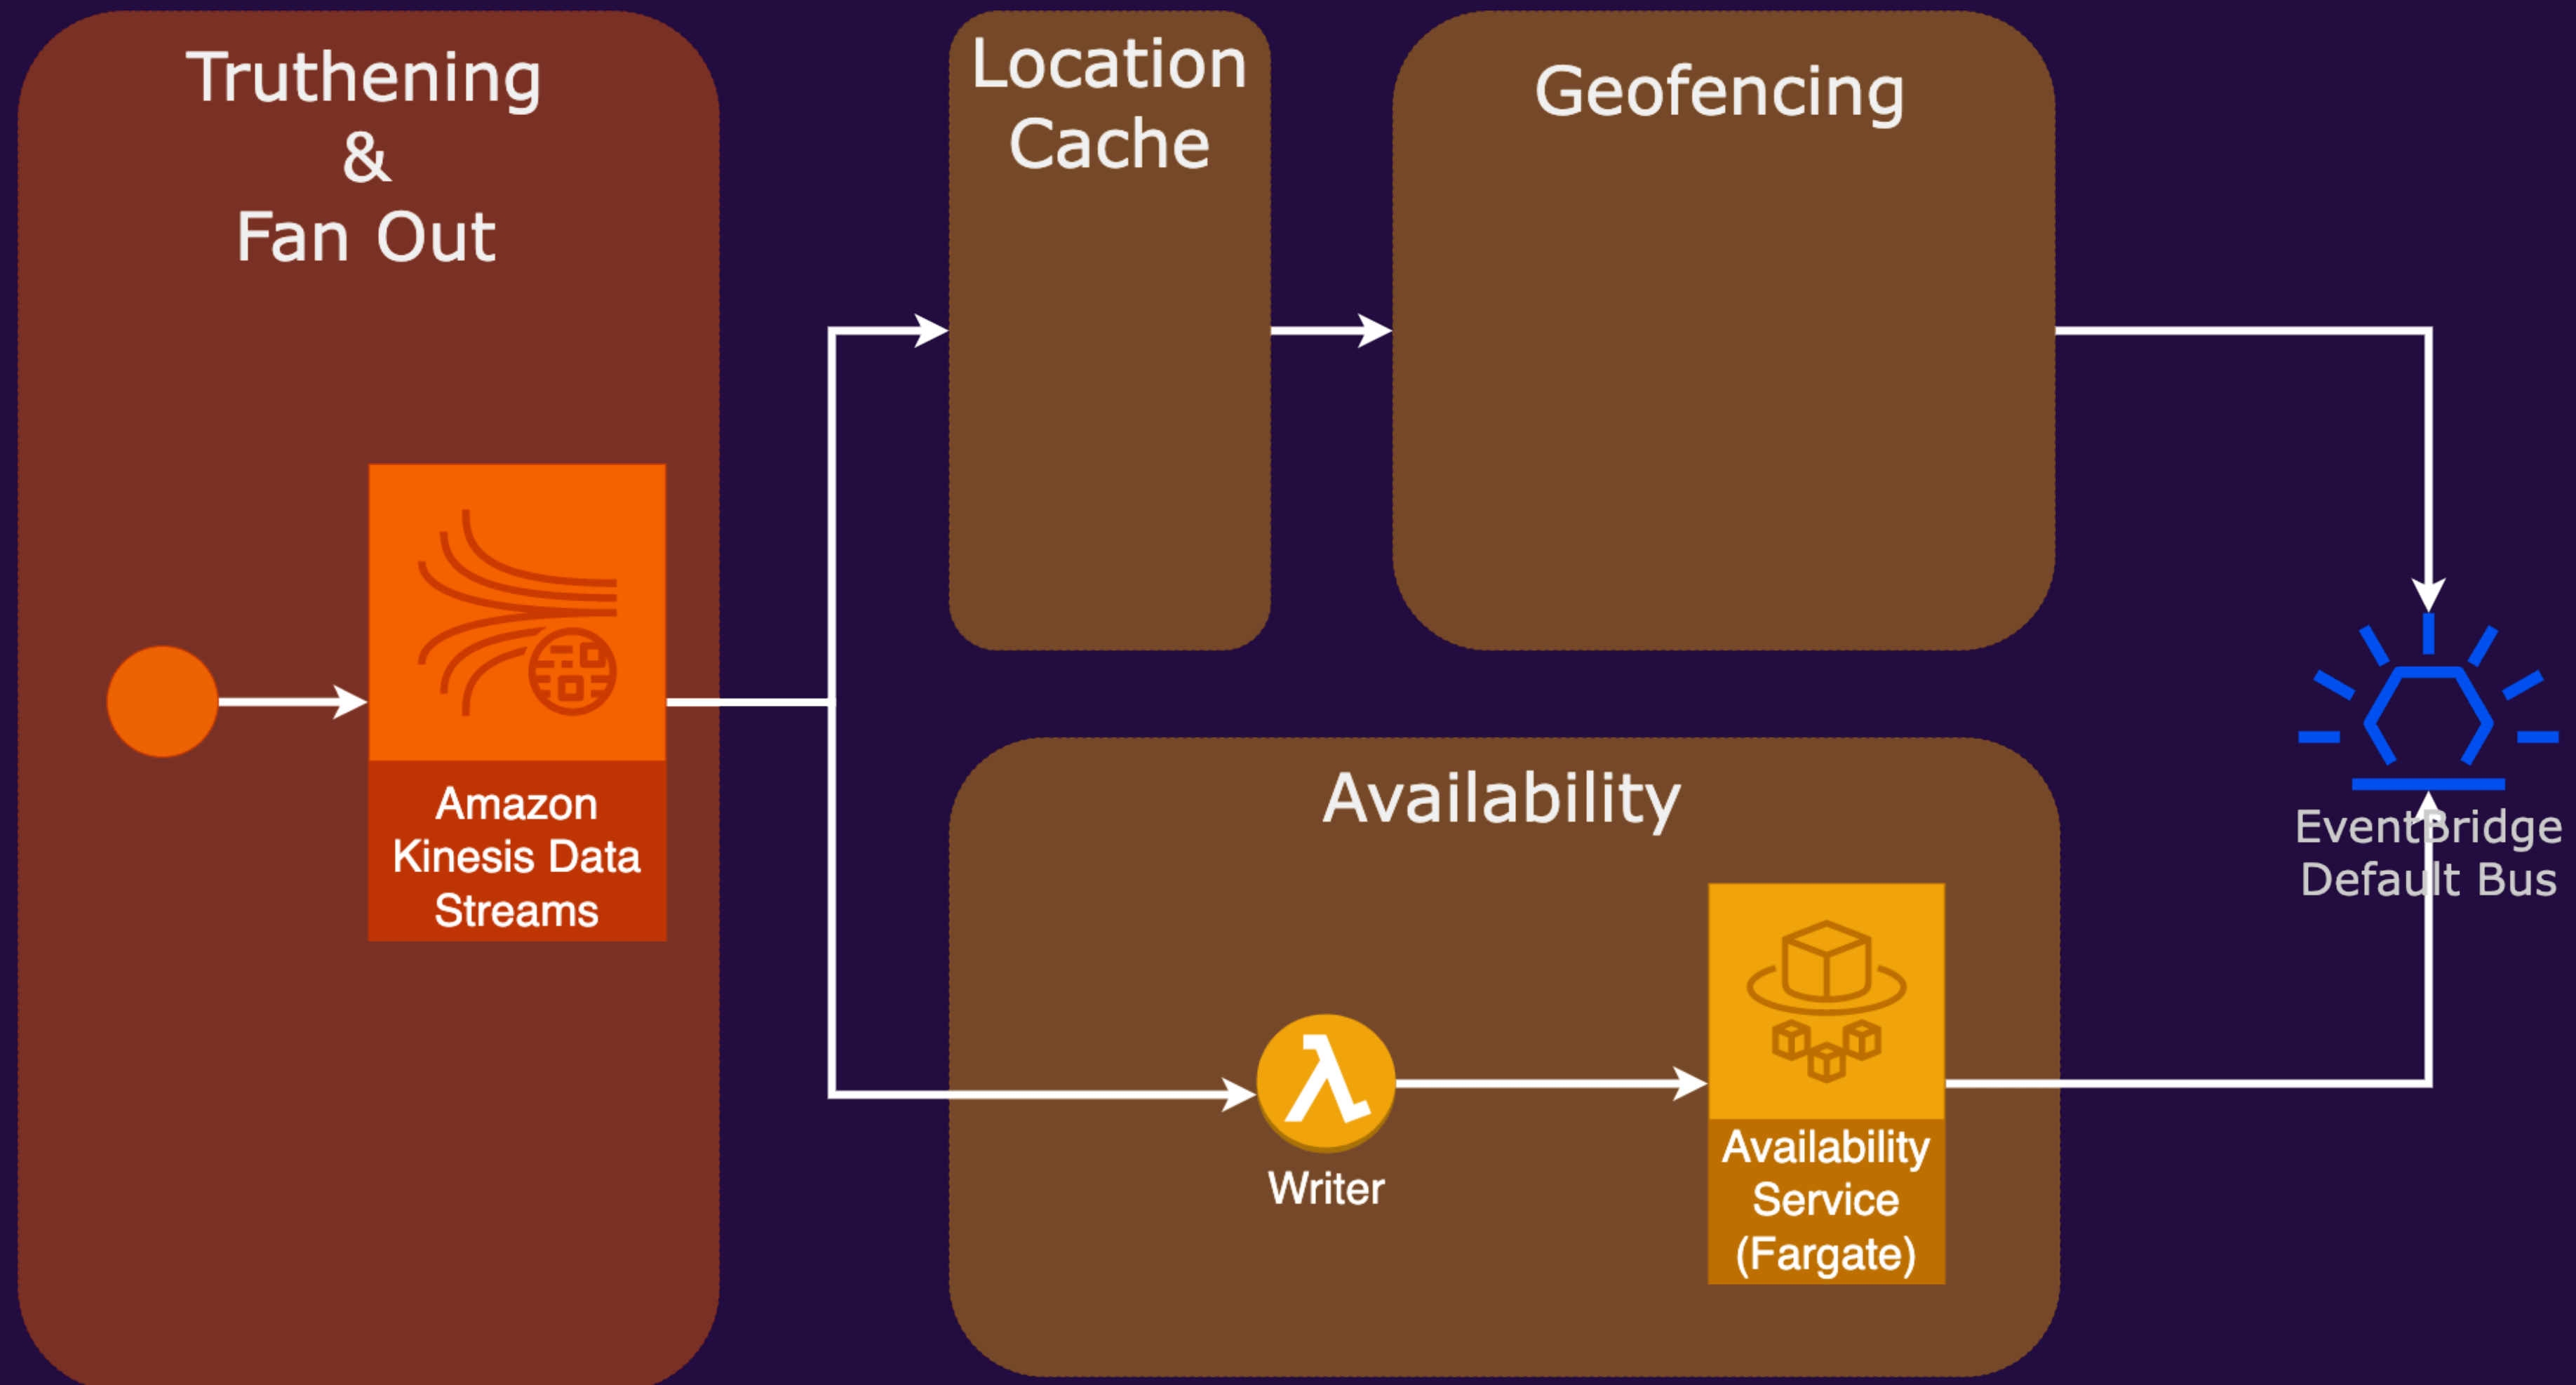 Truthening
&
Fan Out
Location
Cache
Geofencing
Amazon
Kinesis Data
Streams
Availability
EventBridge
Default Bus
Writer
Availability
Service
(Fargate)